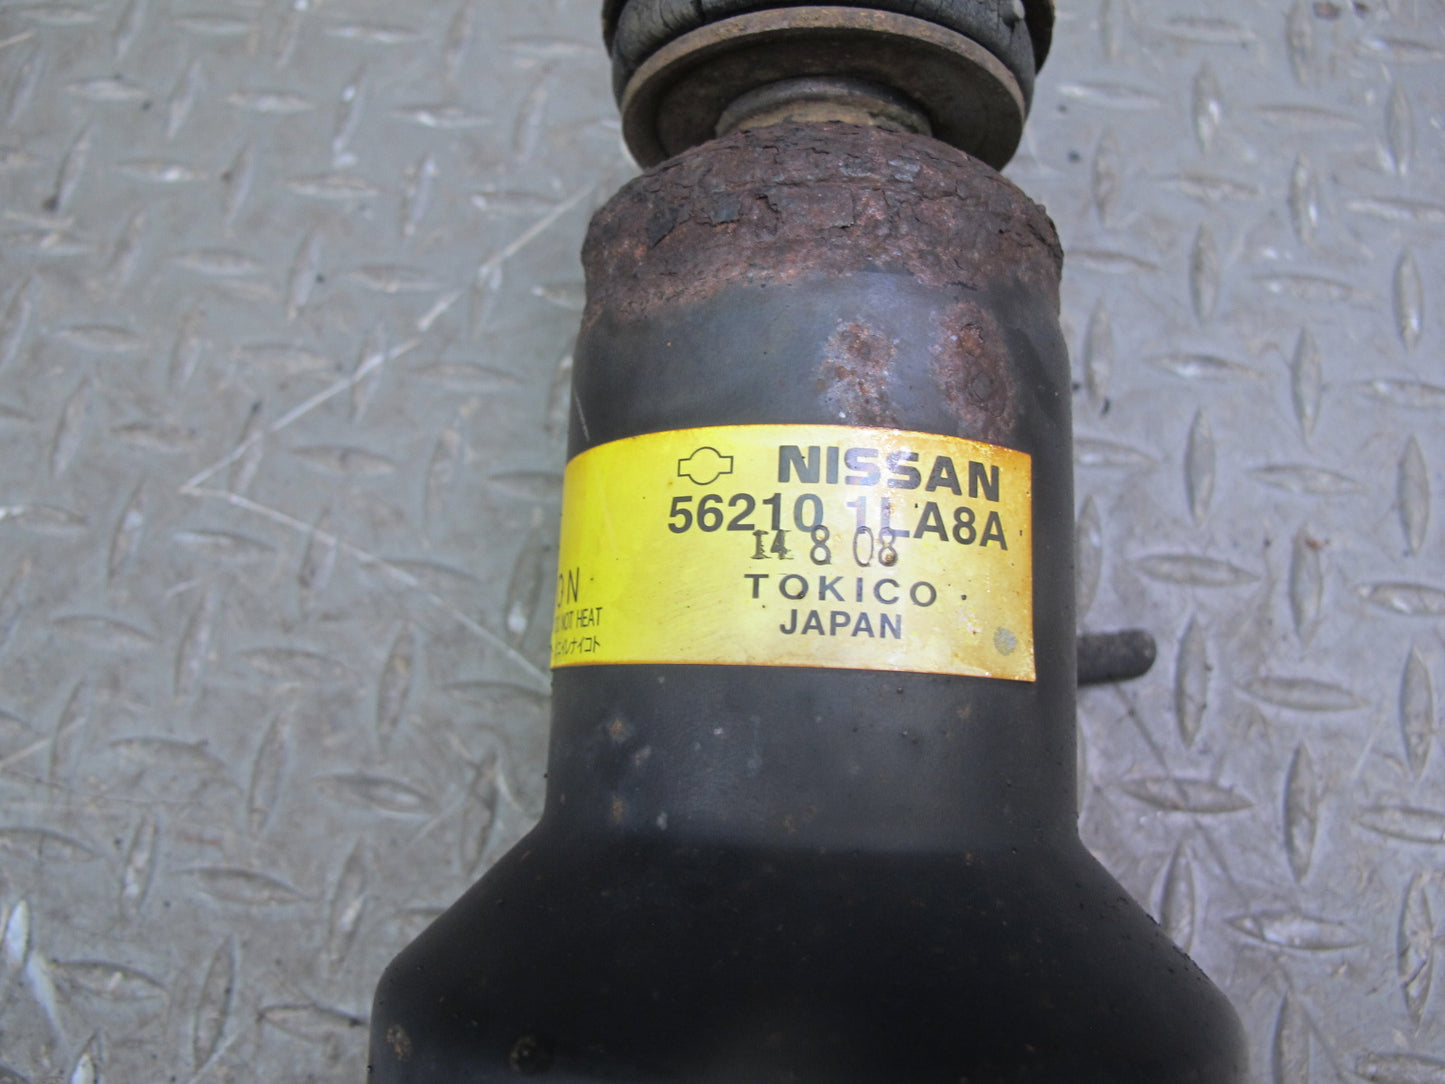 NISSAN
56210 1LA8A
14 8 08
TOKICO
JAPAN
NOT HEAT